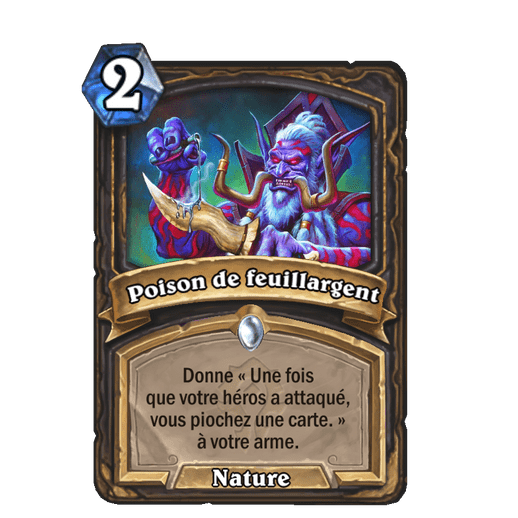 2
Poison de feuillargent
Donne « Une fois
que votre héros a attaqué,
vous piochez une carte. »
à votre arme.
Nature